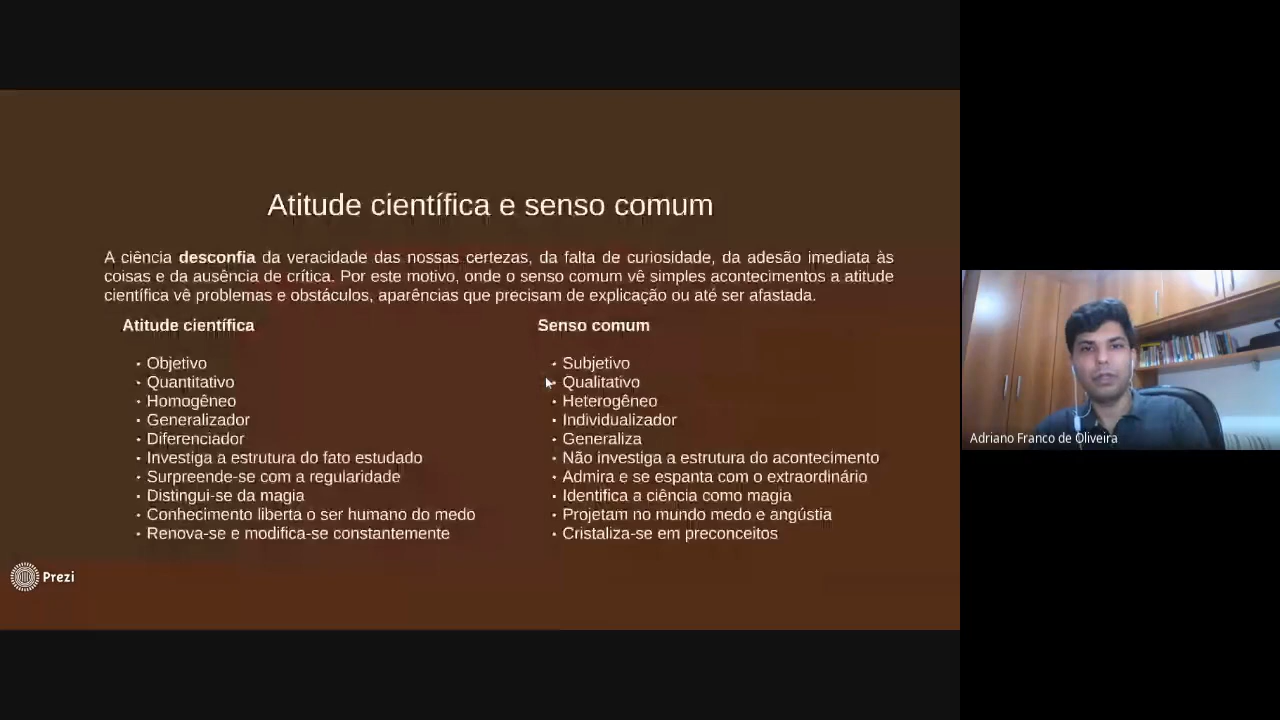 Atitude científica e senso comum
A ciência desconfia da veracidade das nossas certezas, da falta de curiosidade, da adesão imediata às
coisas e da ausência de crítica. Por este motivo, onde o senso comum vê simples acontecimentos a atitude
científica vê problemas e obstáculos, aparências que precisam de explicação ou até ser afastada.
Atitude científica
• Objetivo
• Quantitativo
• Homogêneo
• Generalizador
• Diferenciador
• Investiga a estrutura do fato estudado
• Surpreende-se com a regularidade
• Distingui-se da magia
• Conhecimento liberta o ser humano do medo
• Renova-se e modifica-se constantemente
Senso comum
• Subjetivo
• Qualitativo
• Heterogêneo
• Individualizador
• Generaliza
• Não investiga a estrutura do acontecimento
• Admira e se espanta com o extraordinário
• Identifica a ciência como magia
• Projetam no mundo medo e angústia
• Cristaliza-se em preconceitos
Prezi
Adriano Franco de Oliveira